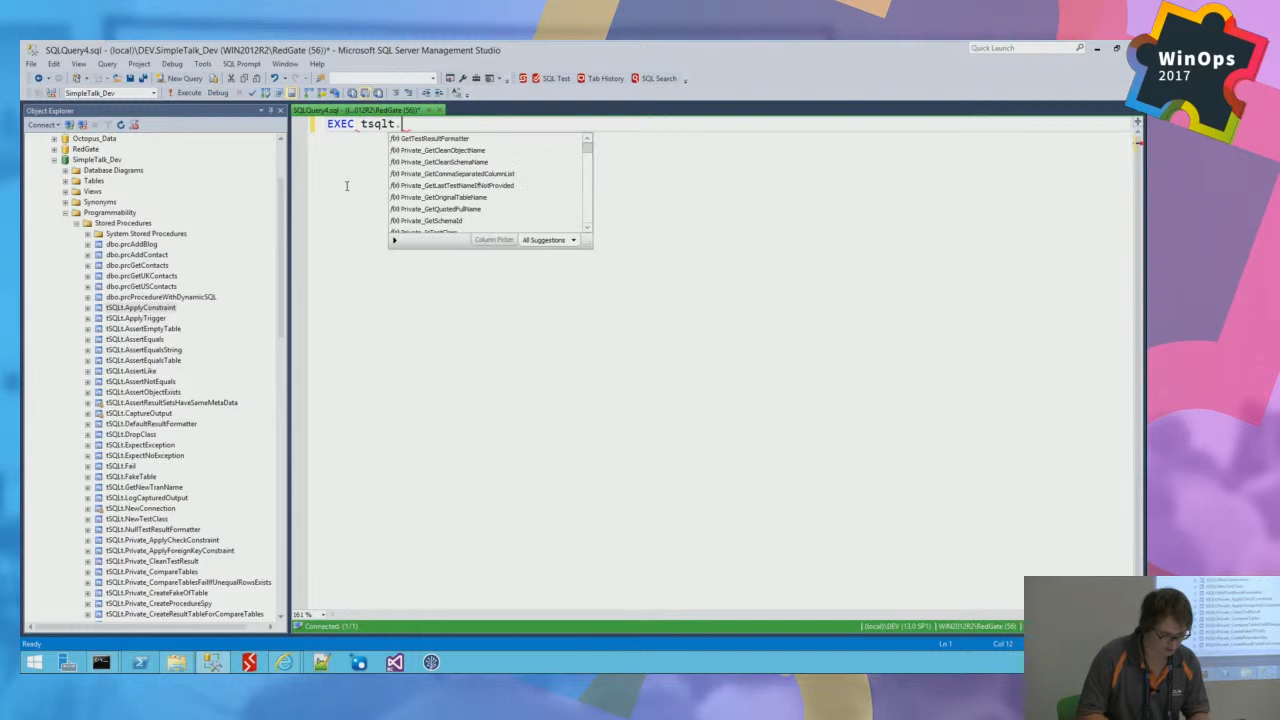 SQLQuery4.sql - (local)\DEV.SimpleTalk_Dev (WIN2012R2\RedGate (56))* - Microsoft SQL Server Management Studio
Quick Launch
WinOps
2017
File Edit View Query Project Debug Tools SQL Prompt Window Help
New Query
SQL Test
Tab History
SQL Search
SimpleTalk_Dev
Execute Debug
Object Explorer
SQLQuery4.sql - (l...012R2\RedGate (56))*
Connect
EXEC tsqlt.
Octopus_Data
RedGate
SimpleTalk_Dev
Database Diagrams
Tables
Views
Synonyms
Programmability
Stored Procedures
System Stored Procedures
dbo.prcAddBlog
dbo.prcAddContact
dbo.prcGetContacts
dbo.prcGetUKContacts
dbo.prcGetUSContacts
dbo.prcProcedureWithDynamicSQL
tSQLt.ApplyConstraint
tSQLt.ApplyTrigger
tSQLt.AssertEmptyTable
tSQLt.AssertEquals
tSQLt.AssertEqualsString
tSQLt.AssertEqualsTable
tSQLt.AssertLike
tSQLt.AssertNotEquals
tSQLt.AssertObjectExists
tSQLt.AssertResultSetsHaveSameMetaData
tSQLt.CaptureOutput
tSQLt.DefaultResultFormatter
tSQLt.DropClass
tSQLt.ExpectException
tSQLt.ExpectNoException
tSQLt.Fail
tSQLt.FakeTable
tSQLt.GetNewTranName
tSQLt.LogCapturedOutput
tSQLt.NewConnection
tSQLt.NewTestClass
tSQLt.NullTestResultFormatter
tSQLt.Private_ApplyCheckConstraint
tSQLt.Private_ApplyForeignKeyConstraint
tSQLt.Private_CleanTestResult
tSQLt.Private_CompareTables
tSQLt.Private_CompareTablesFailIfUnequalRowsExists
tSQLt.Private_CreateFakeOfTable
tSQLt.Private_CreateProcedureSpy
tSQLt.Private_CreateResultTableForCompareTables
GetTestResultFormatter
Private_GetCleanObjectName
Private_GetCleanSchemaName
Private_GetCommaSeparatedColumnList
Private_GetLastTestNameIfNotProvided
Private_GetOriginalTableName
Private_GetQuotedFullName
Private_GetSchemaId
Column Picker
All Suggestions
161 %
Connected. (1/1)
(local)\DEV (13.0 SP1)
WIN2012R2\RedGate (56)
Ready
Ln 1
Col 12